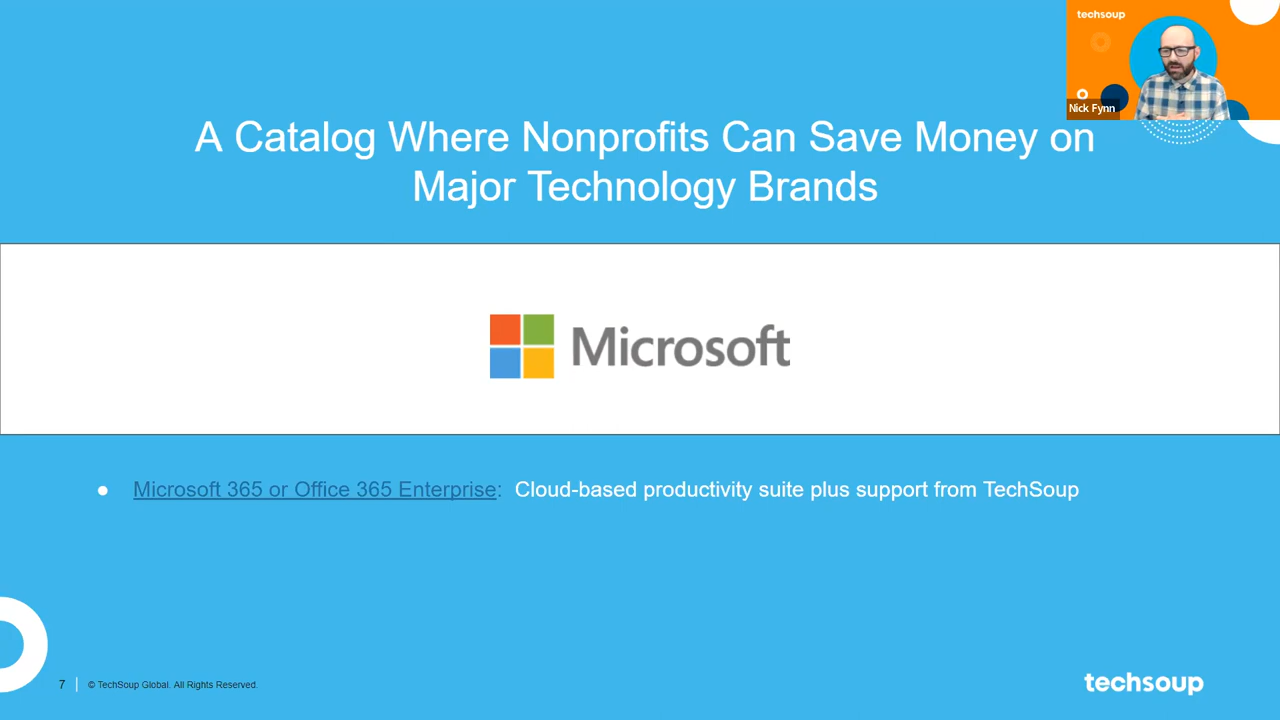 techsoup
Nick Fynn
A Catalog Where Nonprofits Can Save Money on
Major Technology Brands
Microsoft
● Microsoft 365 or Office 365 Enterprise: Cloud-based productivity suite plus support from TechSoup
7 © TechSoup Global. All Rights Reserved.
techsoup